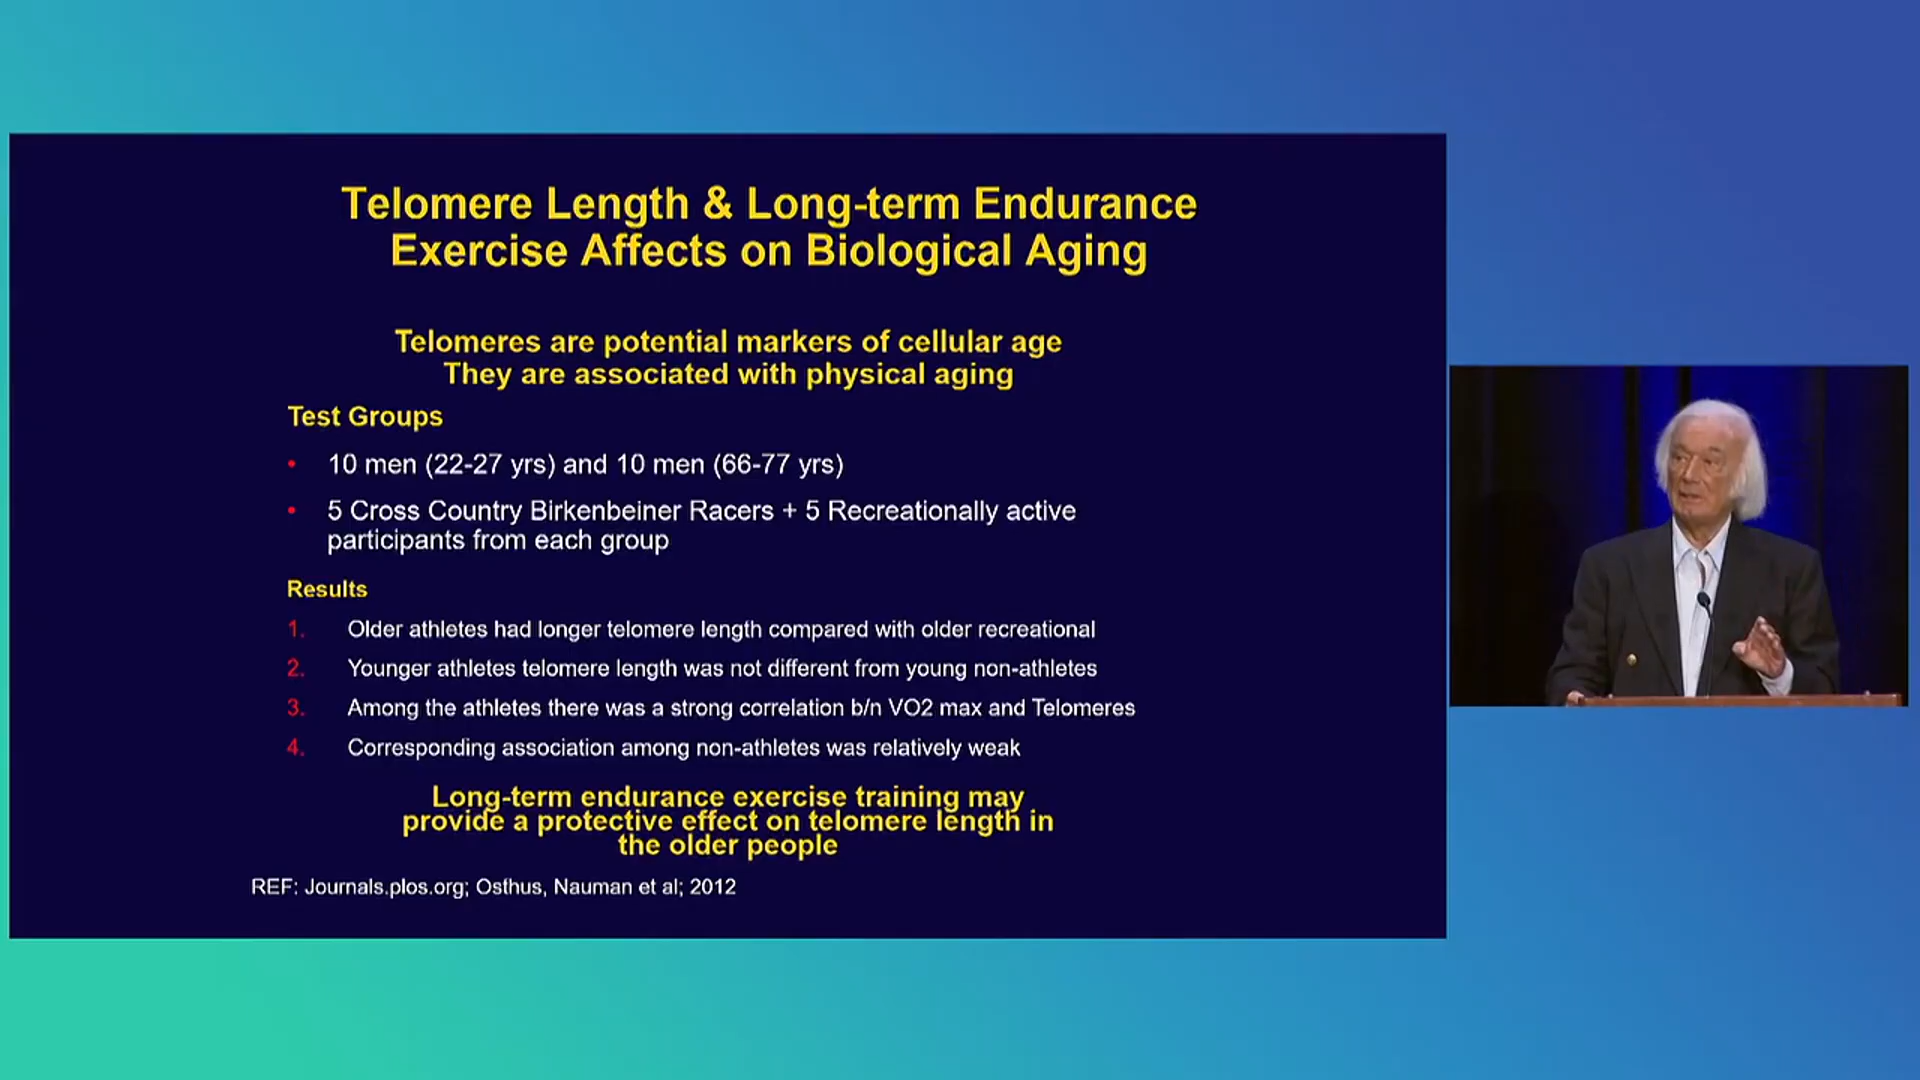 Telomere Length & Long-term Endurance
Exercise Affects on Biological Aging
Telomeres are potential markers of cellular age
They are associated with physical aging
Test Groups
• 10 men (22-27 yrs) and 10 men (66-77 yrs)
• 5 Cross Country Birkenbeiner Racers + 5 Recreationally active
participants from each group
Results
1. Older athletes had longer telomere length compared with older recreational
2. Younger athletes telomere length was not different from young non-athletes
3. Among the athletes there was a strong correlation b/n VO2 max and Telomeres
4. Corresponding association among non-athletes was relatively weak
Long-term endurance exercise training may
provide a protective effect on telomere length in
the older people
REF: Journals.plos.org; Osthus, Nauman et al; 2012